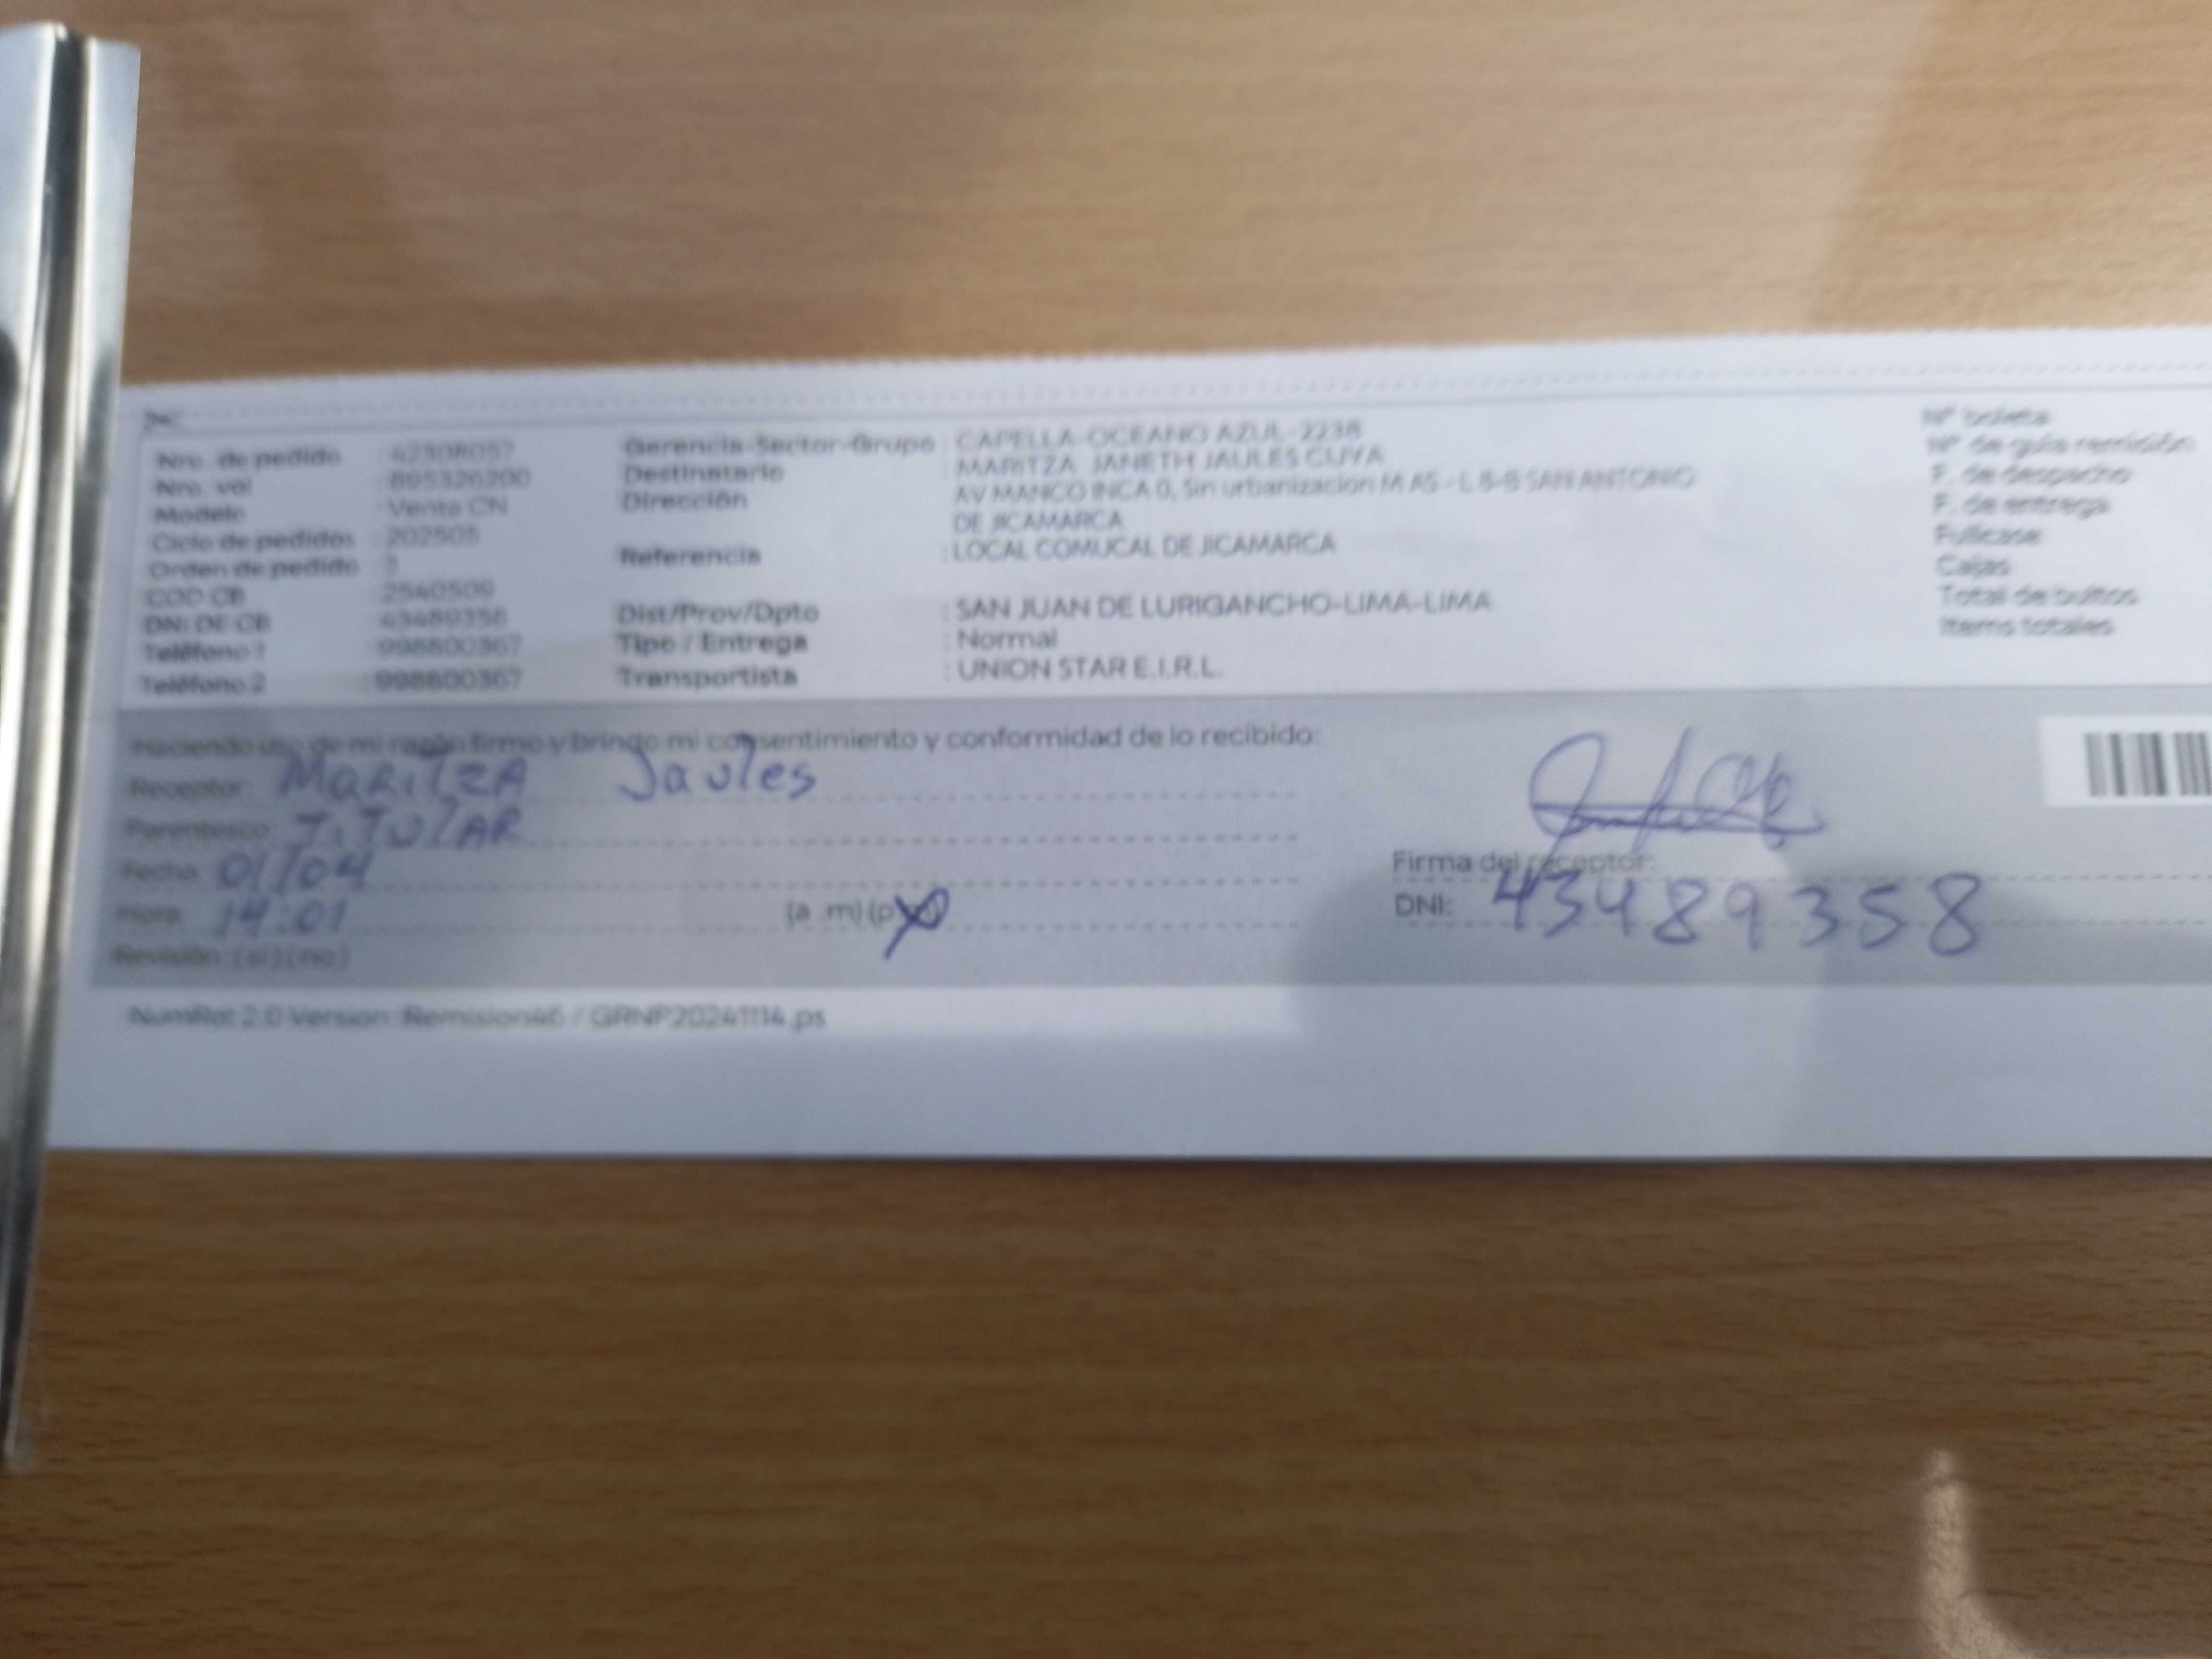 Nro. de pedido : 42308057 Gerencia-Sector-Grupo : CAPELLA-OCEANO AZUL-2238 Nº boleta
Nro. vol : 895326200 Destinatario : MARITZA JANETH JAULES CUYA Nº de guía remisión
Modelo : Venta CN Dirección AV MANCO INCA 0, Sin urbanizacion M A5 - L 8-B SAN ANTONIO F. de despacho
Ciclo de pedidos : 202505 DE JICAMARCA F. de entrega
Orden de pedido 3 Referencia : LOCAL COMUCAL DE JICAMARCA Fullcase
COD CB : 2540509 Cajas
DNI DE CB : 43489358 Dist/Prov/Dpto : SAN JUAN DE LURIGANCHO-LIMA-LIMA Total de bultos
Teléfono 1 : 998800367 Tipo / Entrega : Normal Items totales
Teléfono 2 : 998800367 Transportista : UNION STAR E.I.R.L.
Haciendo uso de mi razón firmo y brindo mi consentimiento y conformidad de lo recibido:
Receptor: MARITZA Jaules
Parentesco: TITULAR
Fecha: 01/04 Firma del receptor:
Hora: 14:01 (a .m) (p DNI: 43489358
Revisión: (si) (no)
NumRot 2.0 Version: Remision46 / GRNP20241114.ps